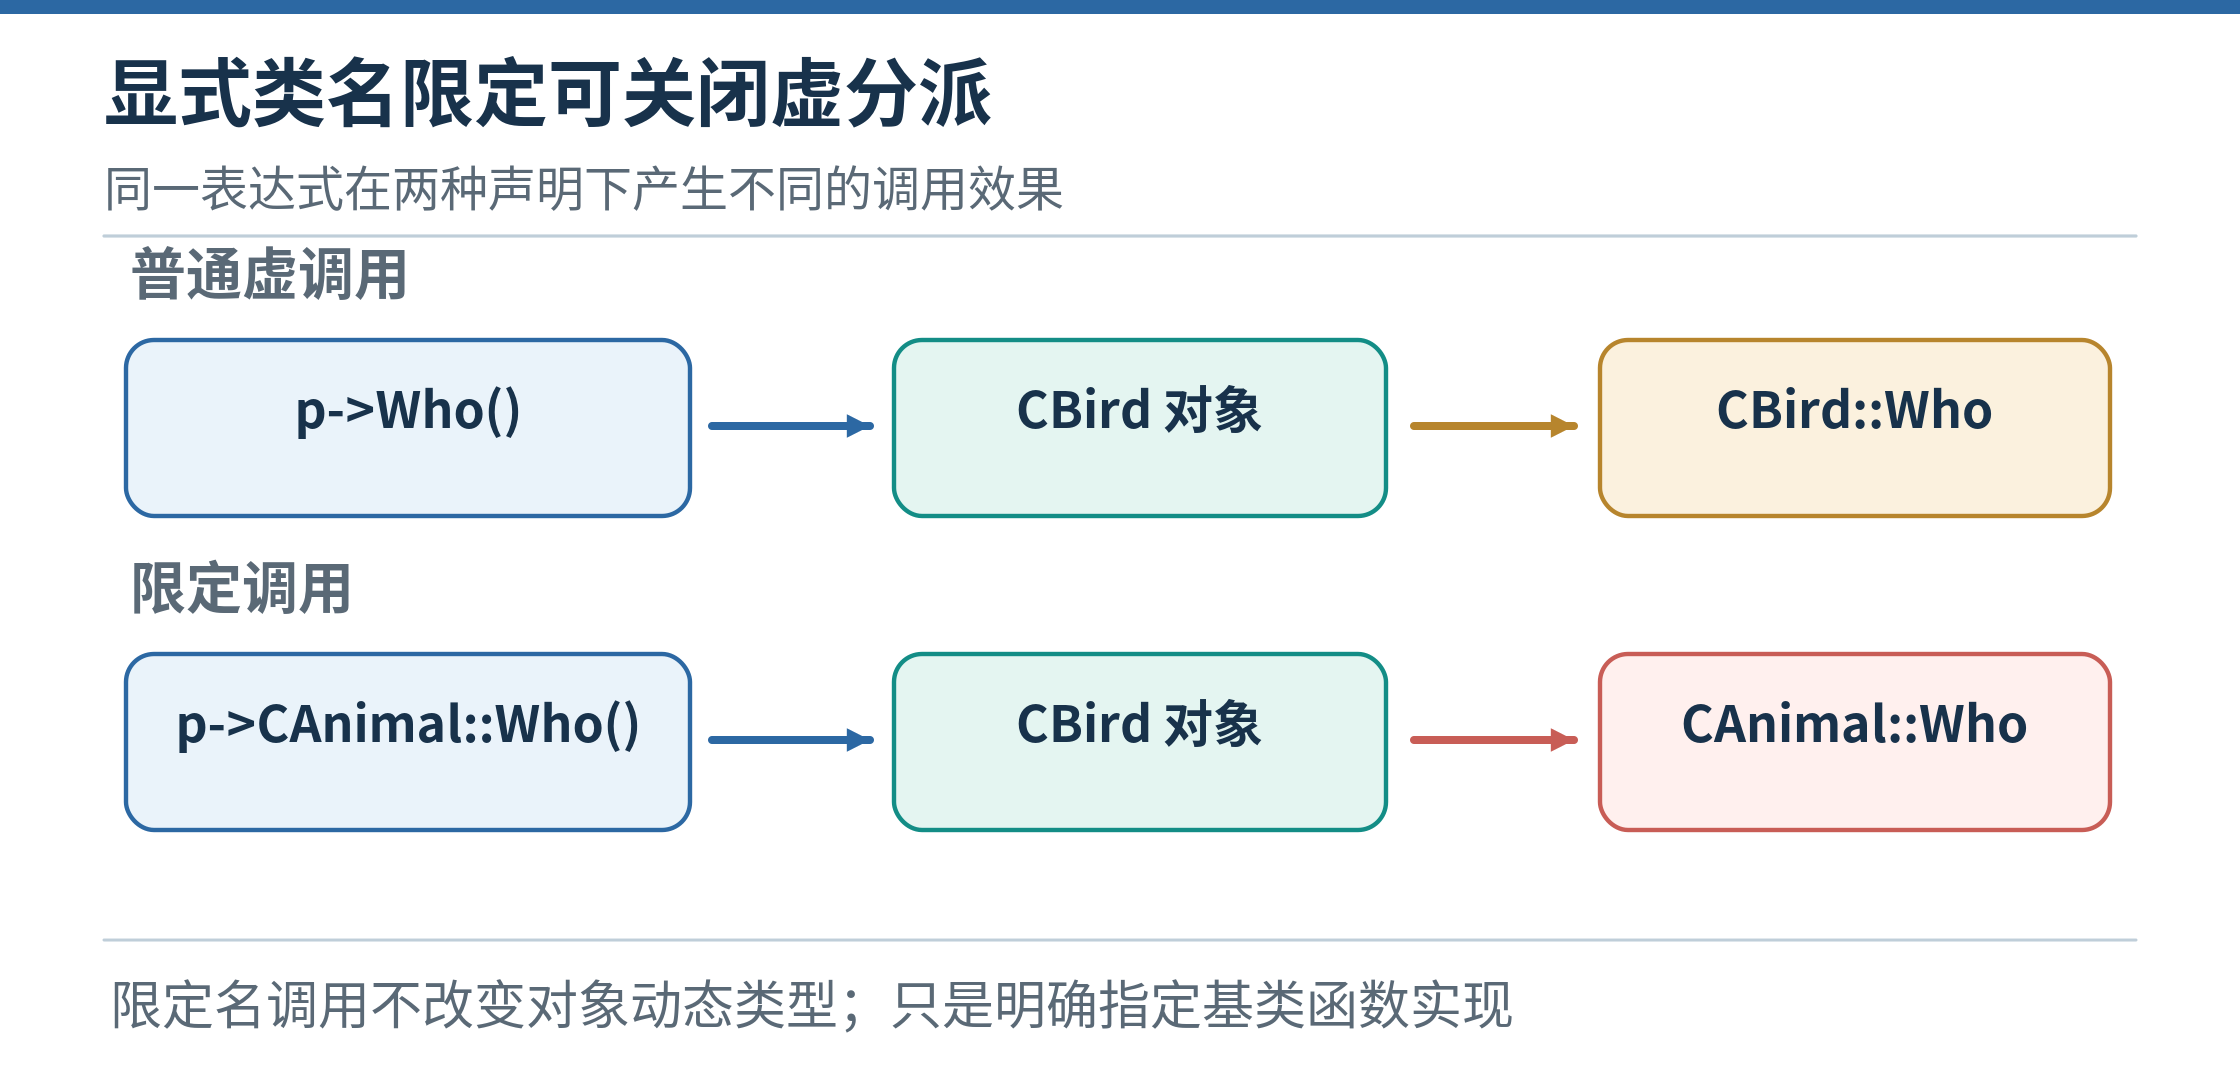 显式类名限定可关闭虚分派
同一表达式在两种声明下产生不同的调用效果
普通虚调用
p->Who()
CBird 对象
CBird::Who
限定调用
p->CAnimal::Who()
CBird 对象
CAnimal::Who
限定名调用不改变对象动态类型；只是明确指定基类函数实现